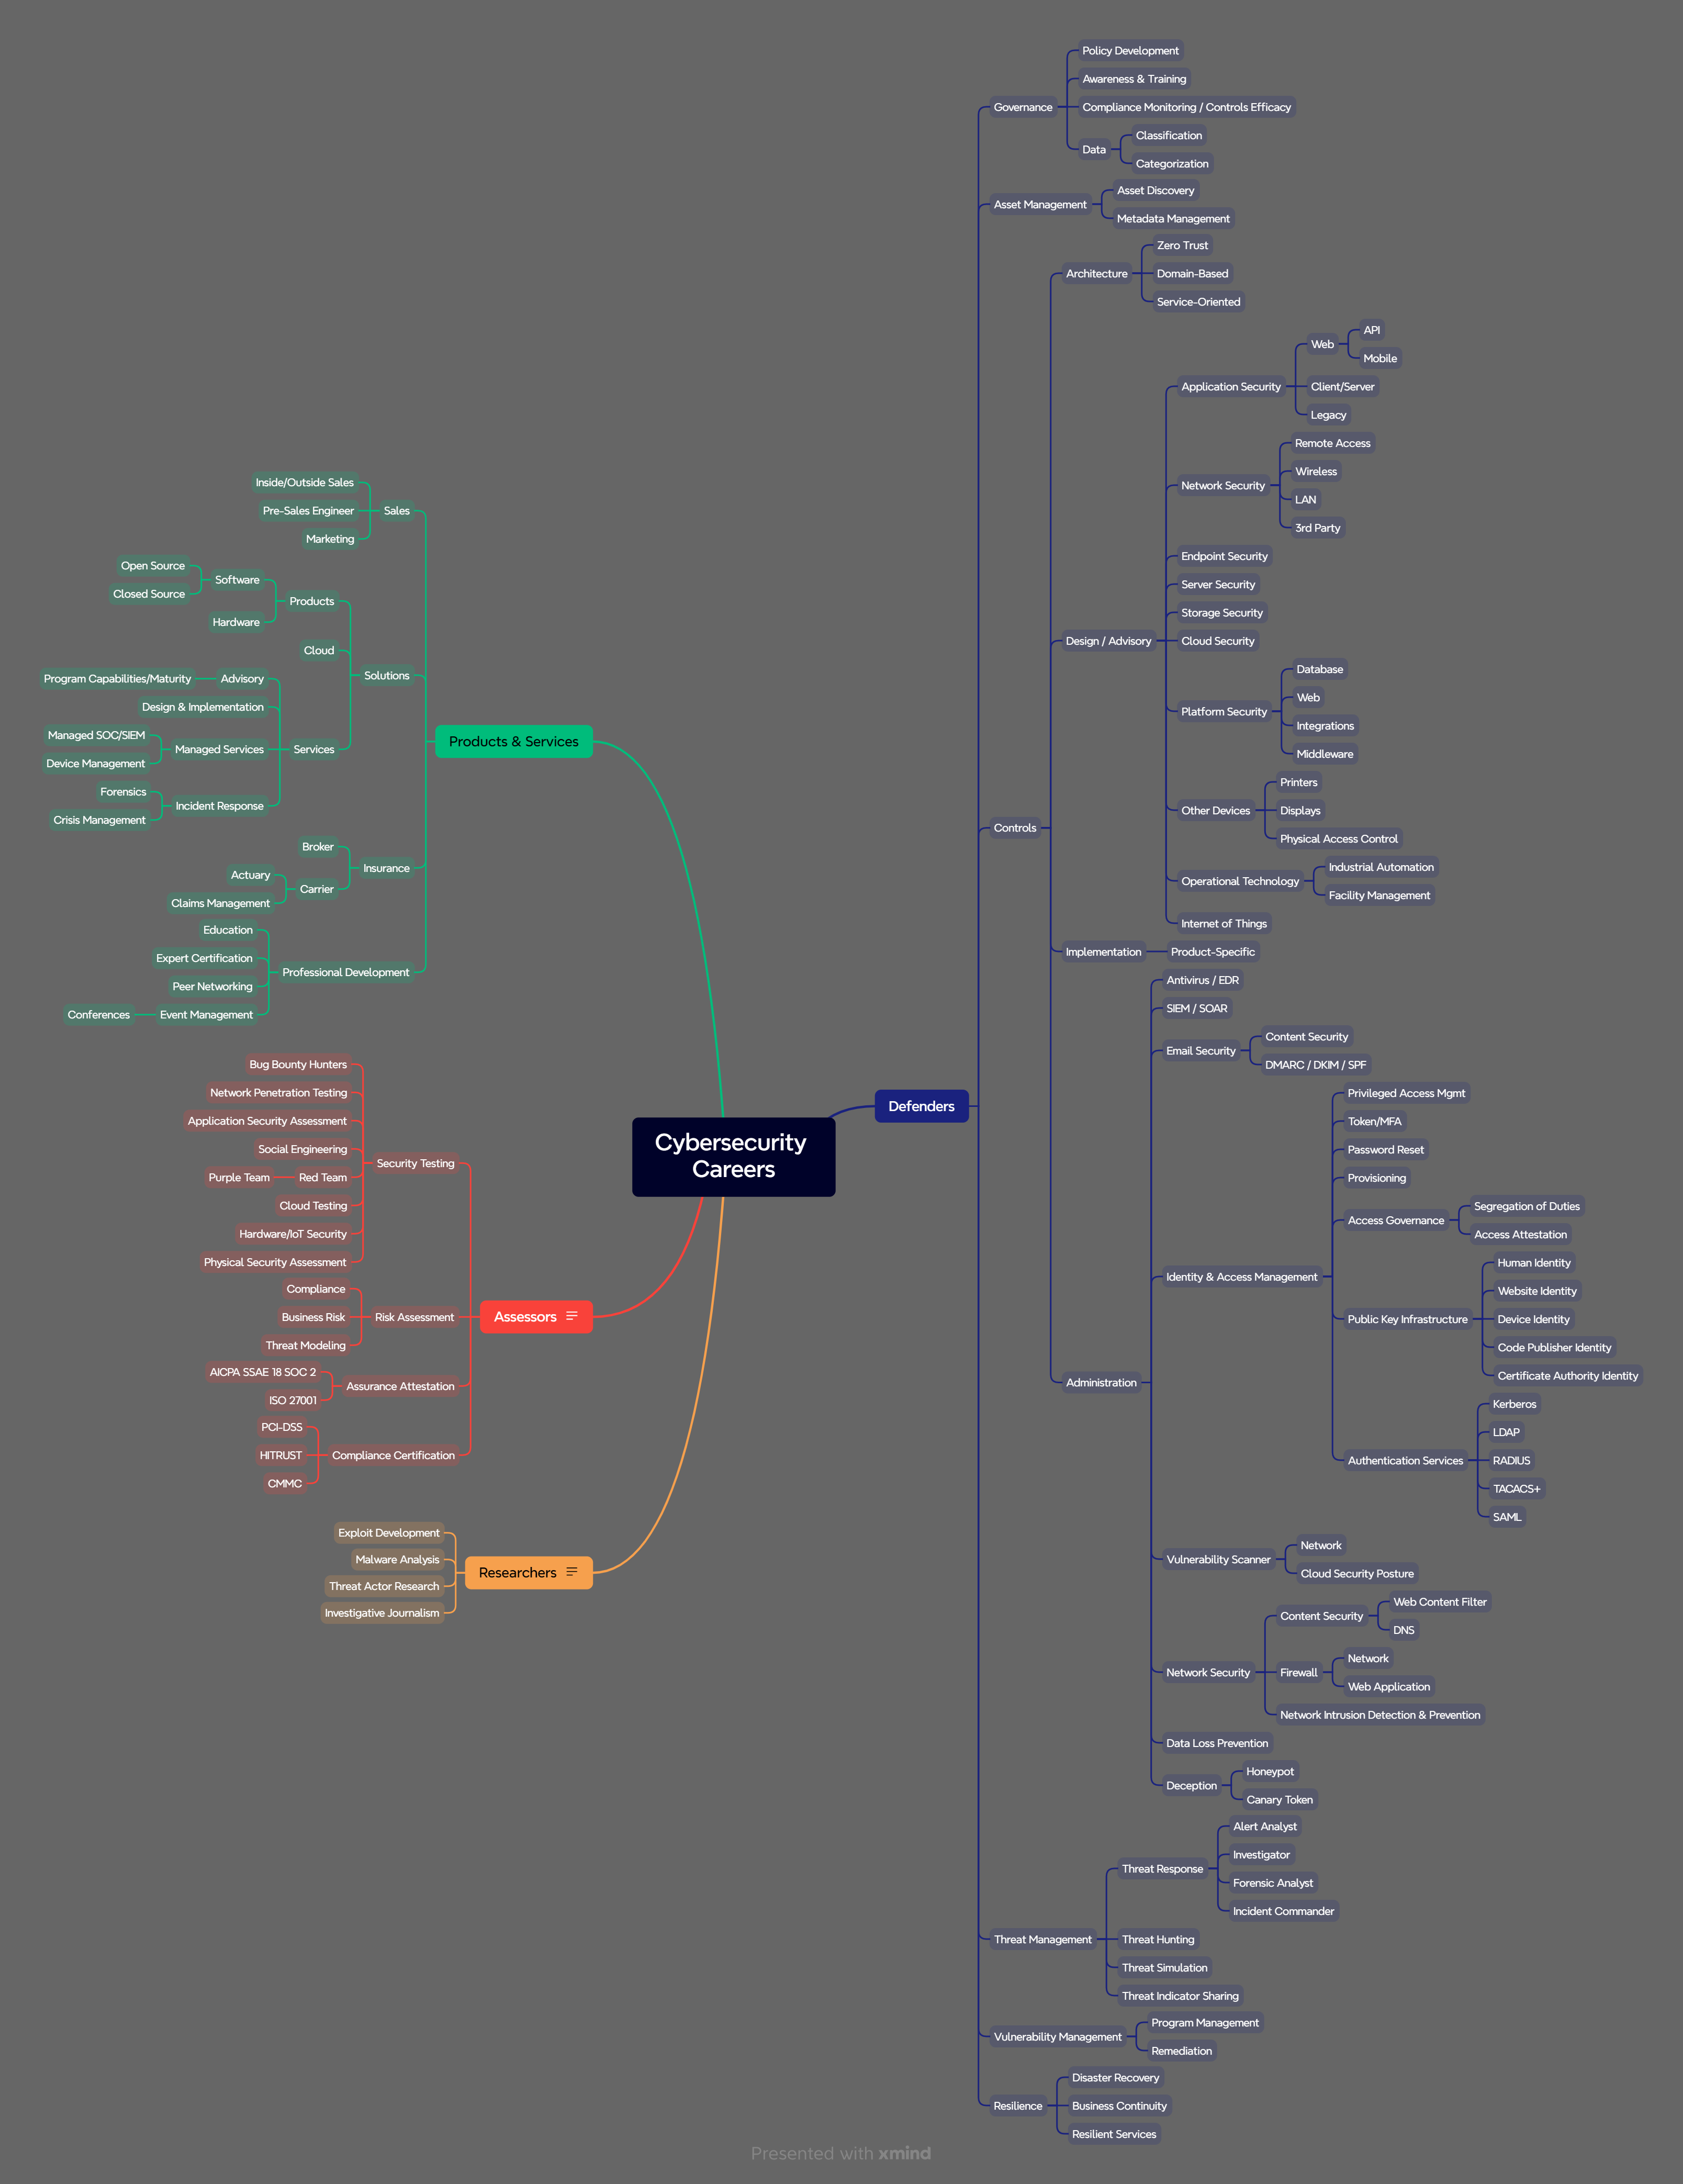 Cybersecurity
Careers
Defenders
Governance
Policy Development
Awareness & Training
Compliance Monitoring / Controls Efficacy
Data
Classification
Categorization
Asset Management
Asset Discovery
Metadata Management
Controls
Architecture
Zero Trust
Domain-Based
Service-Oriented
Design / Advisory
Application Security
Web
API
Mobile
Client/Server
Legacy
Network Security
Remote Access
Wireless
LAN
3rd Party
Endpoint Security
Server Security
Storage Security
Cloud Security
Platform Security
Database
Web
Integrations
Middleware
Other Devices
Printers
Displays
Physical Access Control
Operational Technology
Industrial Automation
Facility Management
Internet of Things
Implementation
Product-Specific
Administration
Antivirus / EDR
SIEM / SOAR
Email Security
Content Security
DMARC / DKIM / SPF
Identity & Access Management
Privileged Access Mgmt
Token/MFA
Password Reset
Provisioning
Access Governance
Segregation of Duties
Access Attestation
Public Key Infrastructure
Human Identity
Website Identity
Device Identity
Code Publisher Identity
Certificate Authority Identity
Authentication Services
Kerberos
LDAP
RADIUS
TACACS+
SAML
Vulnerability Scanner
Network
Cloud Security Posture
Network Security
Content Security
Web Content Filter
DNS
Firewall
Network
Web Application
Network Intrusion Detection & Prevention
Data Loss Prevention
Deception
Honeypot
Canary Token
Threat Management
Threat Response
Alert Analyst
Investigator
Forensic Analyst
Incident Commander
Threat Hunting
Threat Simulation
Threat Indicator Sharing
Vulnerability Management
Program Management
Remediation
Resilience
Disaster Recovery
Business Continuity
Resilient Services
Products & Services
Sales
Inside/Outside Sales
Pre-Sales Engineer
Marketing
Solutions
Products
Software
Open Source
Closed Source
Hardware
Cloud
Services
Advisory
Program Capabilities/Maturity
Design & Implementation
Managed Services
Managed SOC/SIEM
Device Management
Incident Response
Forensics
Crisis Management
Insurance
Broker
Carrier
Actuary
Claims Management
Professional Development
Education
Expert Certification
Peer Networking
Event Management
Conferences
Assessors
Security Testing
Bug Bounty Hunters
Network Penetration Testing
Application Security Assessment
Social Engineering
Red Team
Purple Team
Cloud Testing
Hardware/IoT Security
Physical Security Assessment
Risk Assessment
Compliance
Business Risk
Threat Modeling
Assurance Attestation
AICPA SSAE 18 SOC 2
ISO 27001
Compliance Certification
PCI-DSS
HITRUST
CMMC
Researchers
Exploit Development
Malware Analysis
Threat Actor Research
Investigative Journalism
Presented with xmind